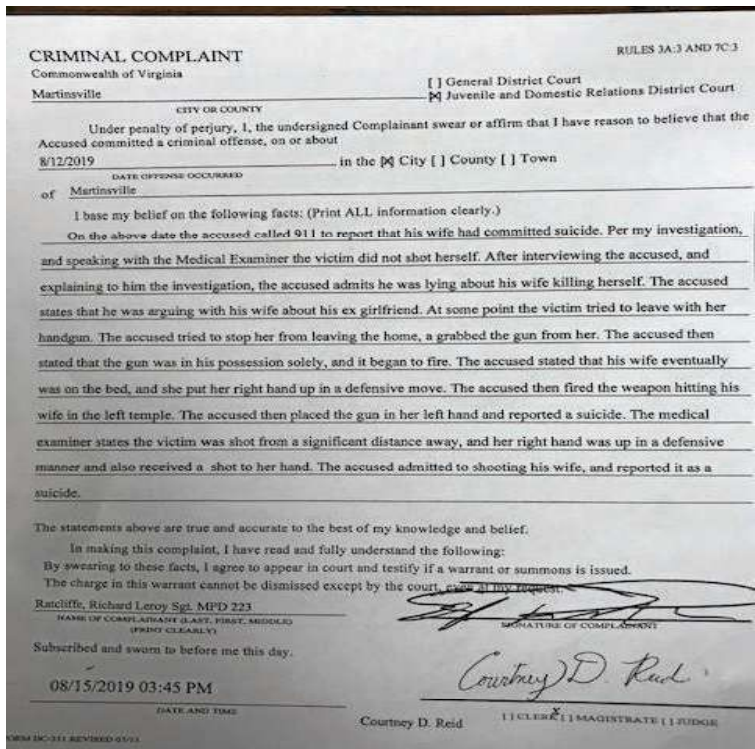 CRIMINAL COMPLAINT
RULES 3A:3 AND 7C:3
Commonwealth of Virginia
[ ] General District Court
Martinsville
[X] Juvenile and Domestic Relations District Court
CITY OR COUNTY
Under penalty of perjury, I, the undersigned Complainant swear or affirm that I have reason to believe that the
Accused committed a criminal offense, on or about
8/12/2019 in the [X] City [ ] County [ ] Town
DATE OFFENSE OCCURRED
of Martinsville
I base my belief on the following facts: (Print ALL information clearly.)
On the above date the accused called 911 to report that his wife had committed suicide. Per my investigation,
and speaking with the Medical Examiner the victim did not shot herself. After interviewing the accused, and
explaining to him the investigation, the accused admits he was lying about his wife killing herself. The accused
states that he was arguing with his wife about his ex girlfriend. At some point the victim tried to leave with her
handgun. The accused tried to stop her from leaving the home, a grabbed the gun from her. The accused then
stated that the gun was in his possession solely, and it began to fire. The accused stated that his wife eventually
was on the bed, and she put her right hand up in a defensive move. The accused then fired the weapon hitting his
wife in the left temple. The accused then placed the gun in her left hand and reported a suicide. The medical
examiner states the victim was shot from a significant distance away, and her right hand was up in a defensive
manner and also received a shot to her hand. The accused admitted to shooting his wife, and reported it as a
suicide.
The statements above are true and accurate to the best of my knowledge and belief.
In making this complaint, I have read and fully understand the following:
By swearing to these facts, I agree to appear in court and testify if a warrant or summons is issued.
The charge in this warrant cannot be dismissed except by the court, even at my request.
Ratcliffe, Richard Leroy Sgt. MPD 223
NAME OF COMPLAINANT (LAST, FIRST, MIDDLE)
(PRINT CLEARLY)
SIGNATURE OF COMPLAINANT
Subscribed and sworn to before me this day.
08/15/2019 03:45 PM
Courtney D. Reid
DATE AND TIME
Courtney D. Reid
[ ] CLERK [X] MAGISTRATE [ ] JUDGE
FORM DC-311 REVISED